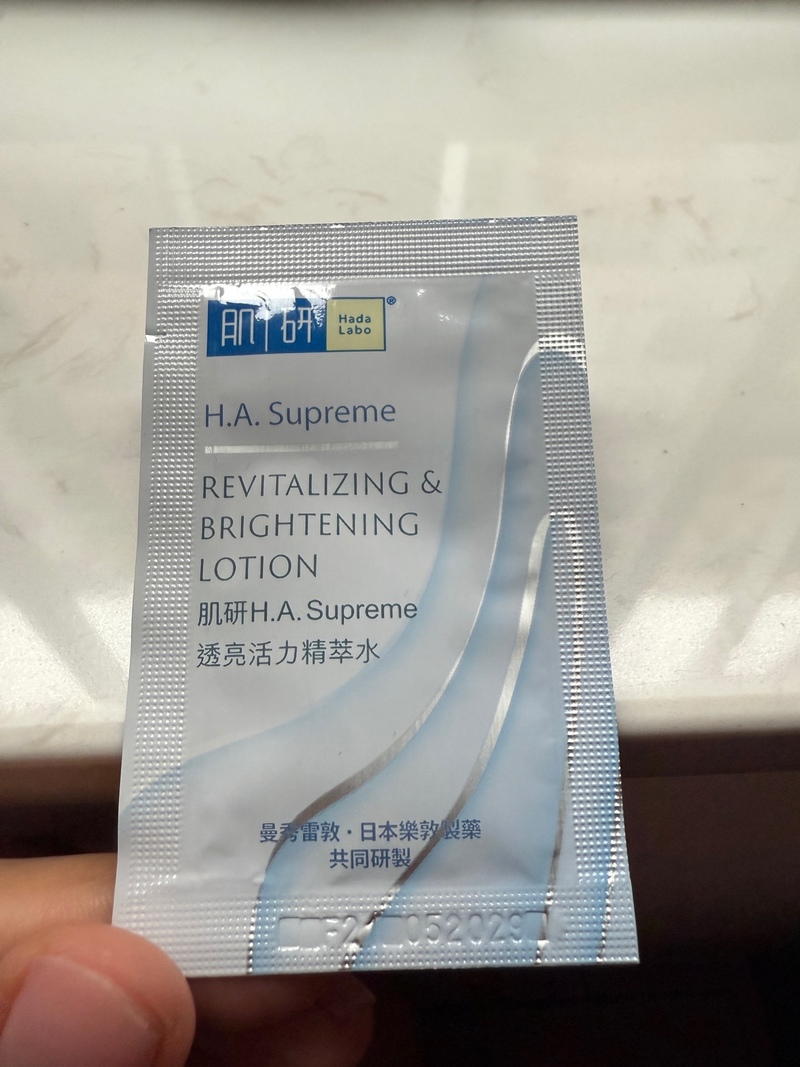 肌研 Hada Labo®
H.A. Supreme
REVITALIZING &
BRIGHTENING
LOTION
肌研H.A. Supreme
透亮活力精萃水
曼秀雷敦·日本樂敦製藥
共同研製